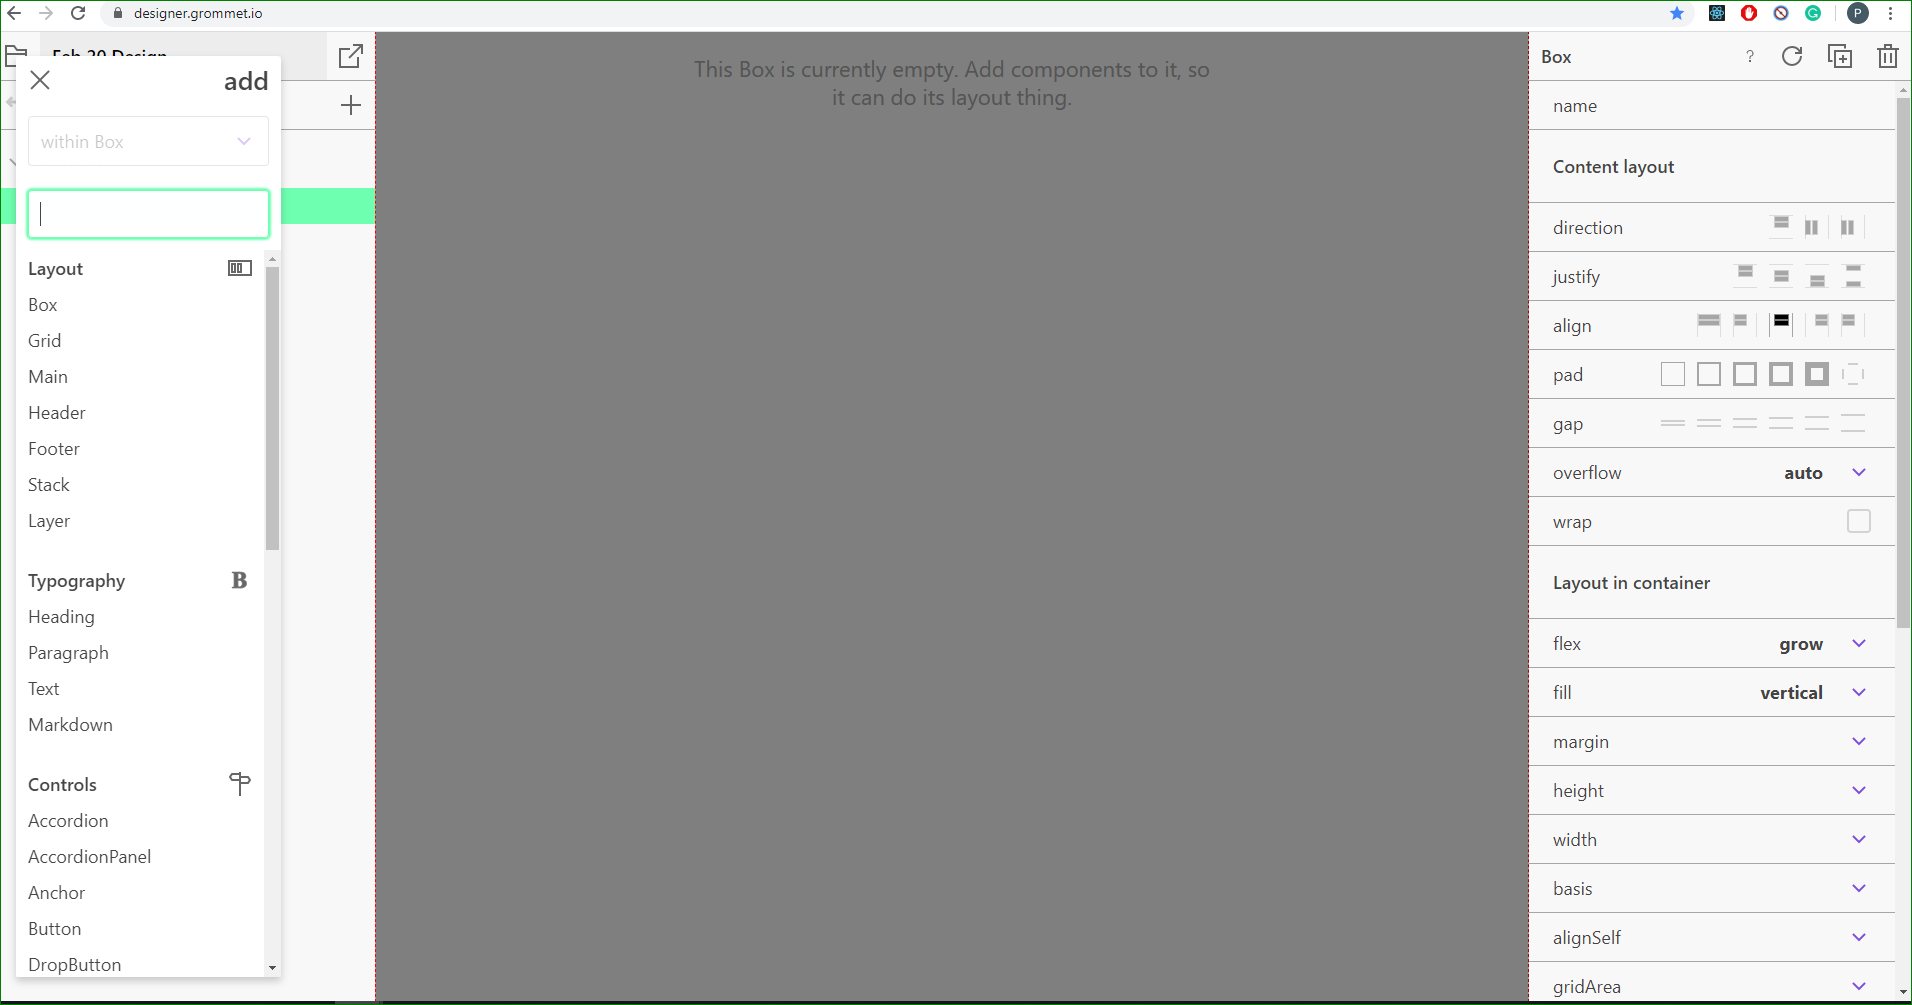 designer.grommet.io
P
Feb 20 Design
add
within Box
Layout
Box
Grid
Main
Header
Footer
Stack
Layer
Typography
B
Heading
Paragraph
Text
Markdown
Controls
Accordion
AccordionPanel
Anchor
Button
DropButton
This Box is currently empty. Add components to it, so
it can do its layout thing.
Box ?
name
Content layout
direction
justify
align
pad
gap
overflow auto
wrap
Layout in container
flex grow
fill vertical
margin
height
width
basis
alignSelf
gridArea